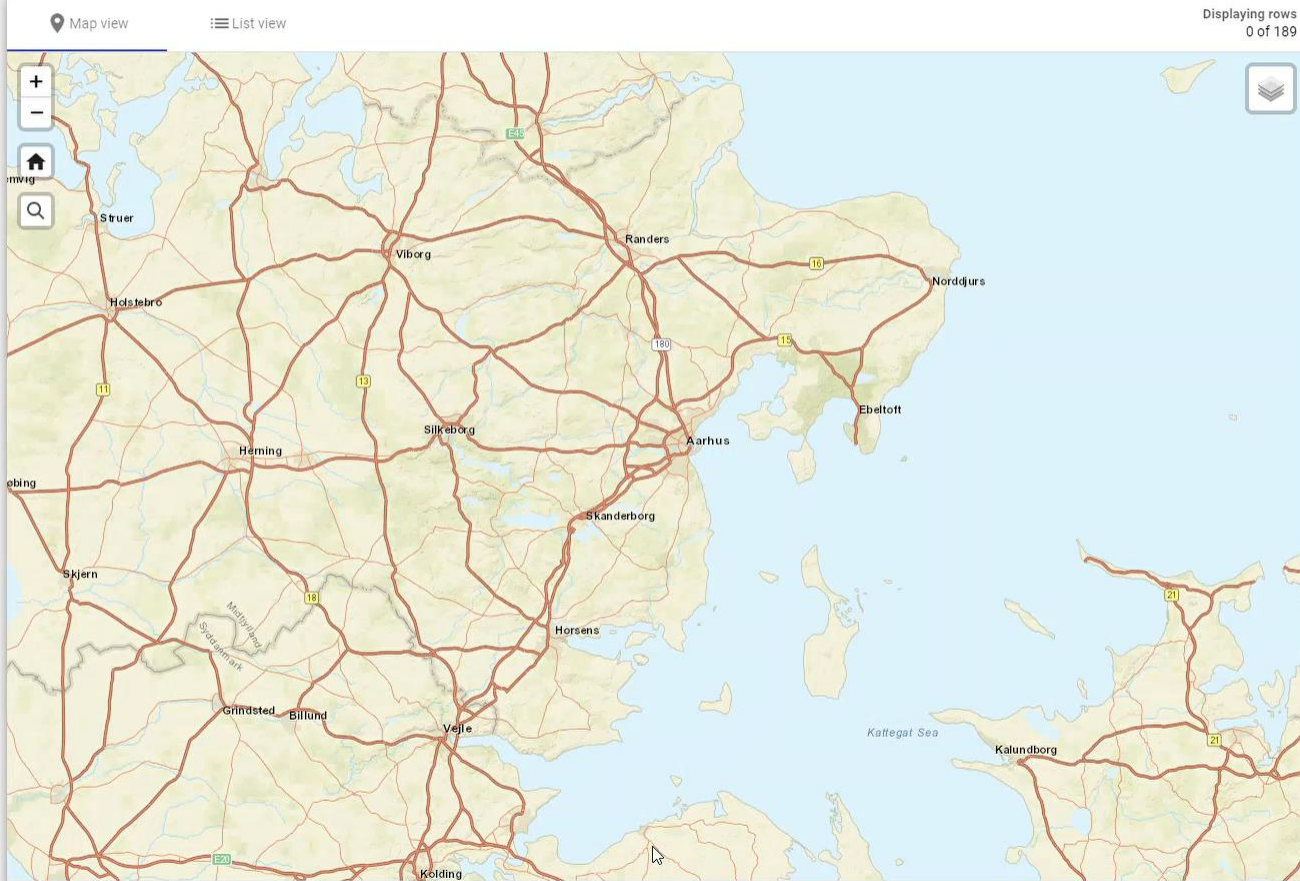 Map view
List view
Displaying rows
0 of 189
+
−
E45
emvig
Struer
Randers
Viborg
16
Norddjurs
Holstebro
180
15
13
11
Ebeltoft
Silkeborg
Aarhus
Herning
øbing
Skanderborg
Skjern
21
18
Midtjylland
Syddanmark
Horsens
Grindsted
Billund
Vejle
Kattegat Sea
21
Kalundborg
E20
Kolding